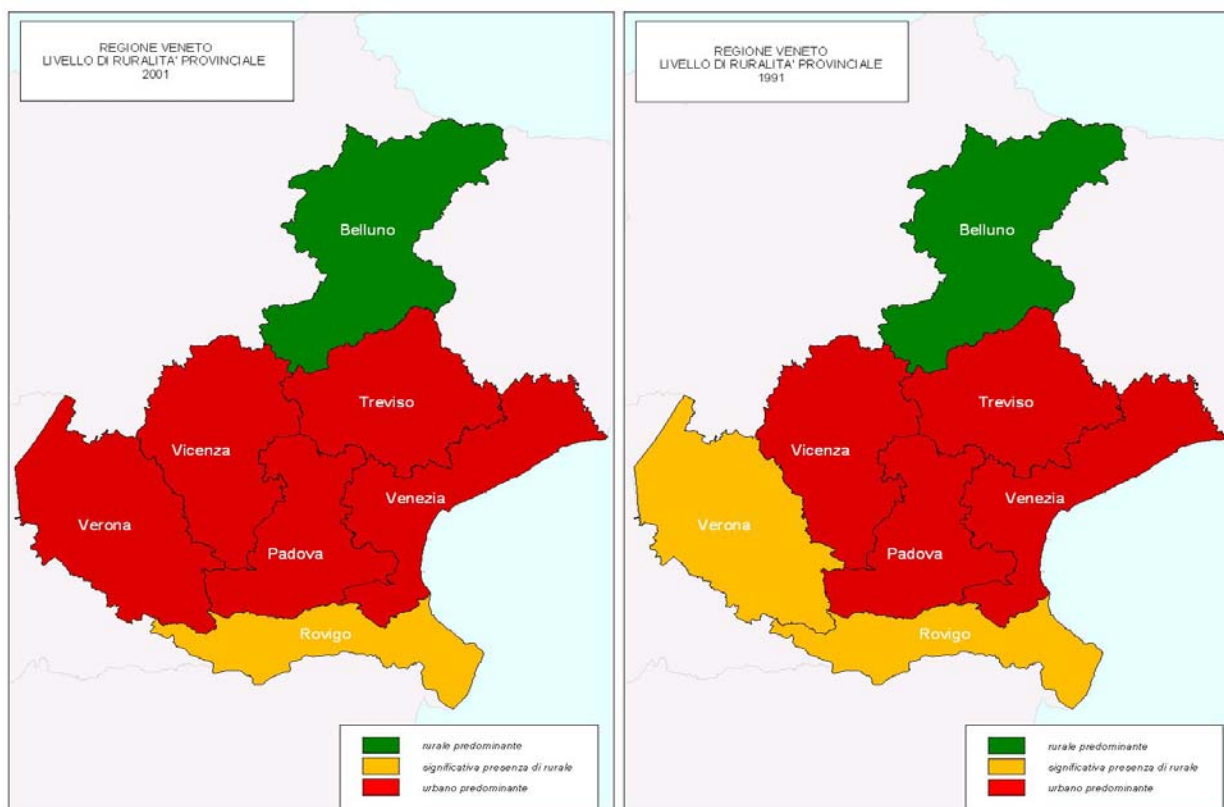 REGIONE VENETO
LIVELLO DI RURALITA' PROVINCIALE
2001
Belluno
Treviso
Vicenza
Venezia
Verona
Padova
Rovigo
rurale predominante
significativa presenza di rurale
urbano predominante
REGIONE VENETO
LIVELLO DI RURALITA' PROVINCIALE
1991
Belluno
Treviso
Vicenza
Venezia
Verona
Padova
Rovigo
rurale predominante
significativa presenza di rurale
urbano predominante